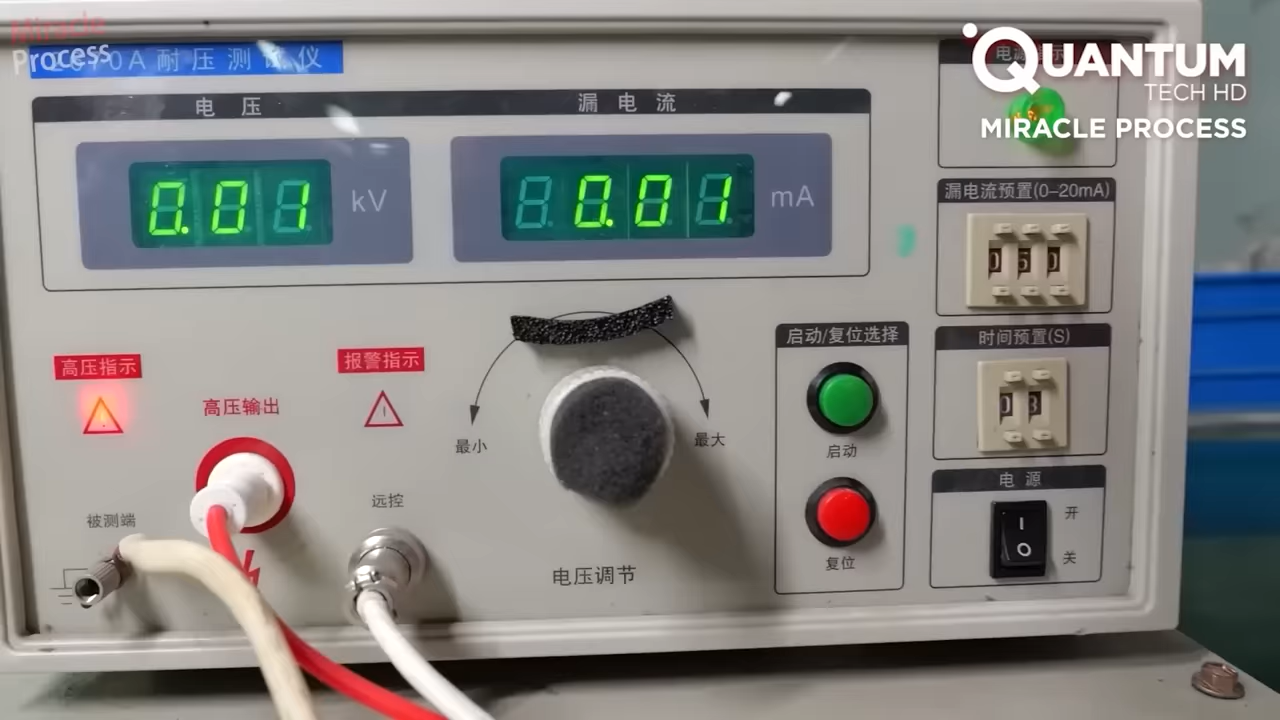 Miracle
Process
QUANTUM
TECH HD
MIRACLE PROCESS
耐压测试仪
电压
漏电流
0.01
kV
0.01
mA
漏电流预置(0-20mA)
050
启动/复位选择
时间预置(S)
03
高压指示
报警指示
高压输出
最小
最大
启动
电源
被测端
远控
开
复位
关
电压调节